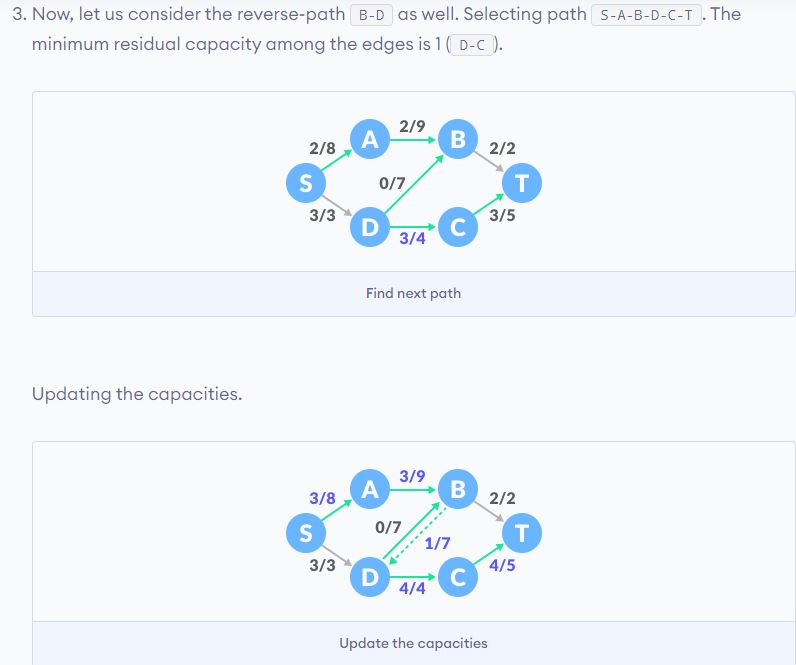 3. Now, let us consider the reverse-path B-D as well. Selecting path S-A-B-D-C-T. The
minimum residual capacity among the edges is 1 ( D-C ).
2/9
A
B
2/8
2/2
S
0/7
T
3/3
3/5
D
C
3/4
Find next path
Updating the capacities.
3/9
A
B
3/8
2/2
0/7
S
1/7
T
3/3
4/5
D
C
4/4
Update the capacities